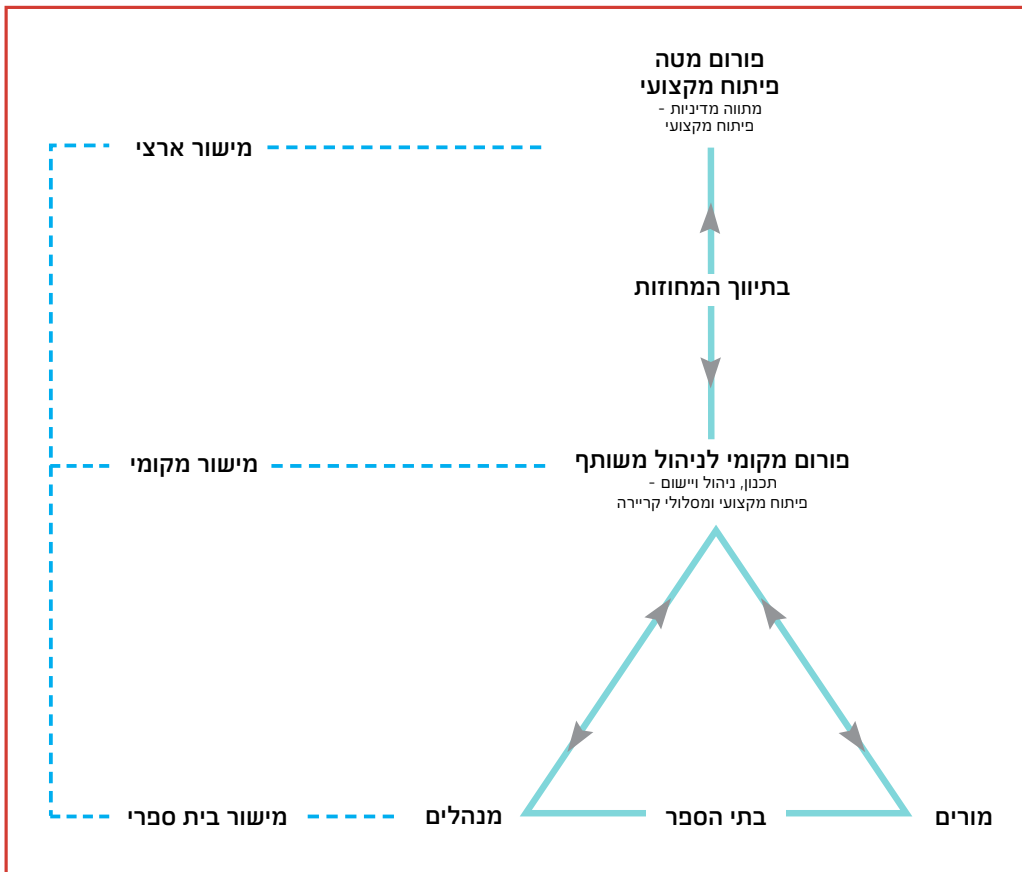 פורום מטה
פיתוח מקצועי
מתווה מדיניות -
פיתוח מקצועי
מישור ארצי
בתיווך המחוזות
פורום מקומי לניהול משותף
מישור מקומי
תכנון, ניהול ויישום -
פיתוח מקצועי ומסלולי קריירה
מורים
בתי הספר
מנהלים
מישור בית ספרי